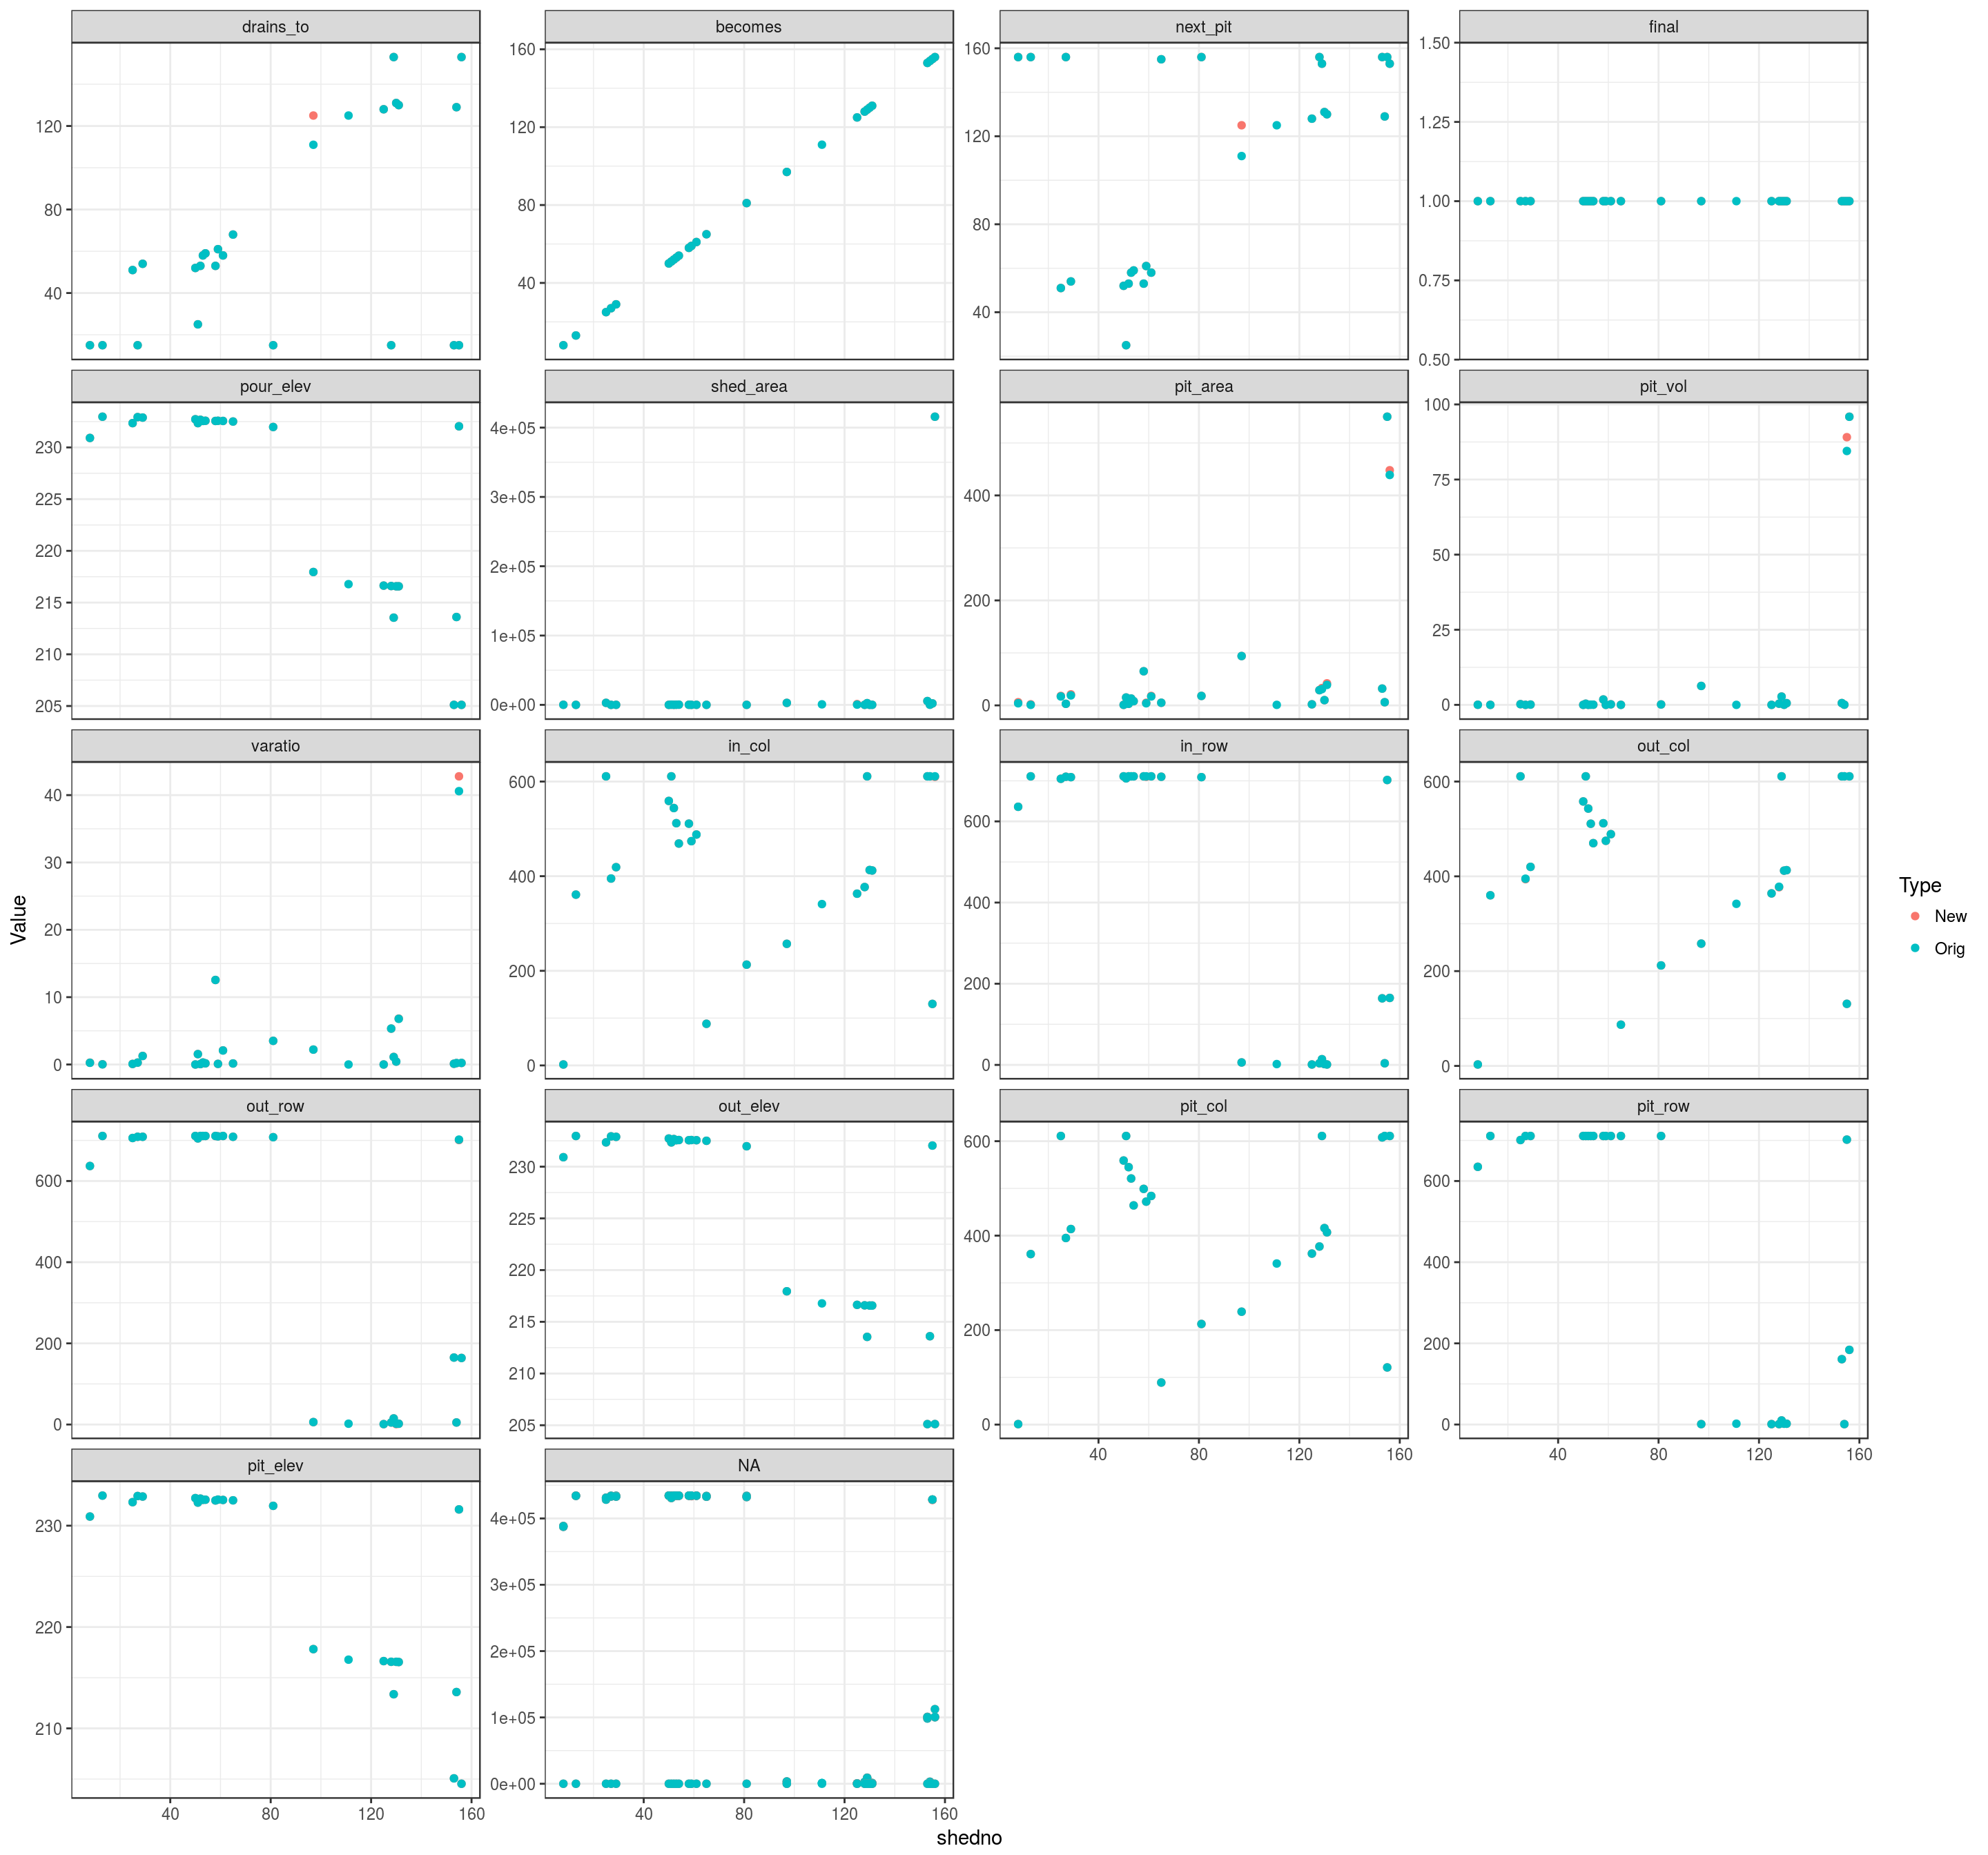 drains_to becomes next_pit final
120
80
40
160
120
80
40
160
120
80
40
1.50
1.25
1.00
0.75
0.50
pour_elev shed_area pit_area pit_vol
230
225
220
215
210
205
4e+05
3e+05
2e+05
1e+05
0e+00
400
200
0
100
75
50
25
0
varatio in_col in_row out_col
40
30
20
10
0
600
400
200
0
600
400
200
0
600
400
200
0
out_row out_elev pit_col pit_row
600
400
200
0
230
225
220
215
210
205
600
400
200
0
600
400
200
0
40 80 120 160
40 80 120 160
pit_elev NA
230
220
210
4e+05
3e+05
2e+05
1e+05
0e+00
40 80 120 160
40 80 120 160
shedno
Value
Type
New
Orig